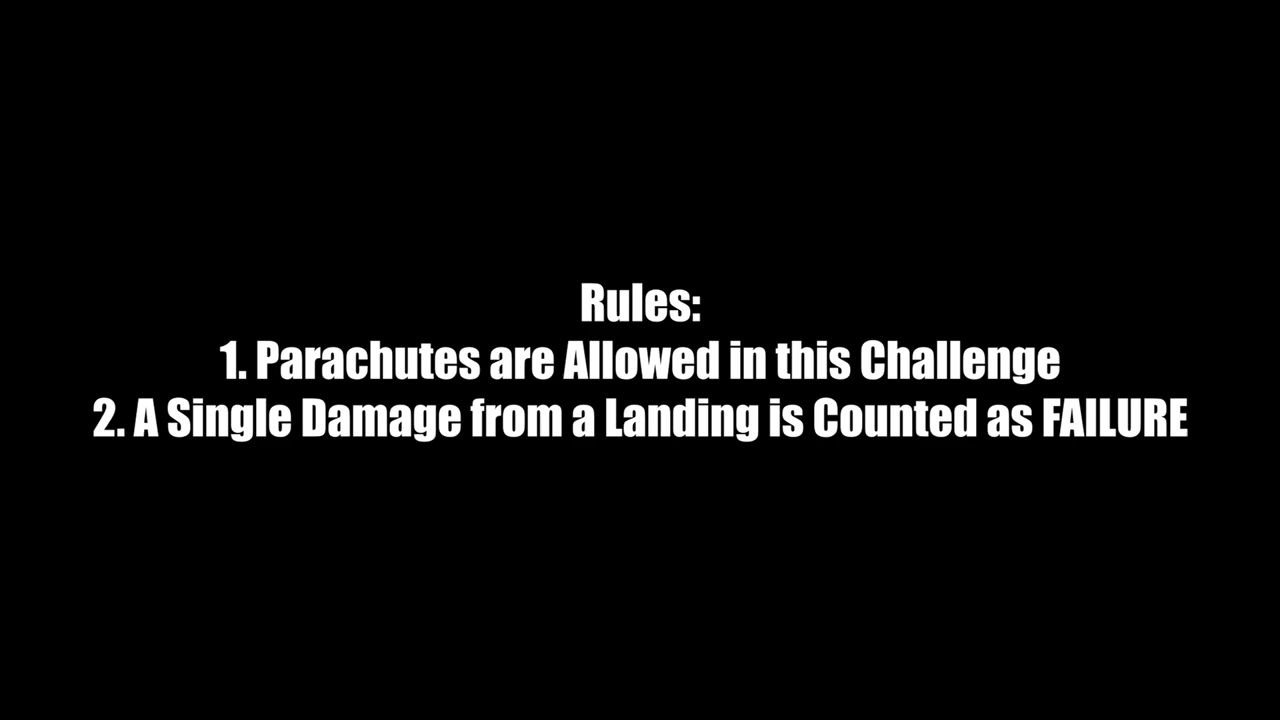 Rules:
1. Parachutes are Allowed in this Challenge
2. A Single Damage from a Landing is Counted as FAILURE